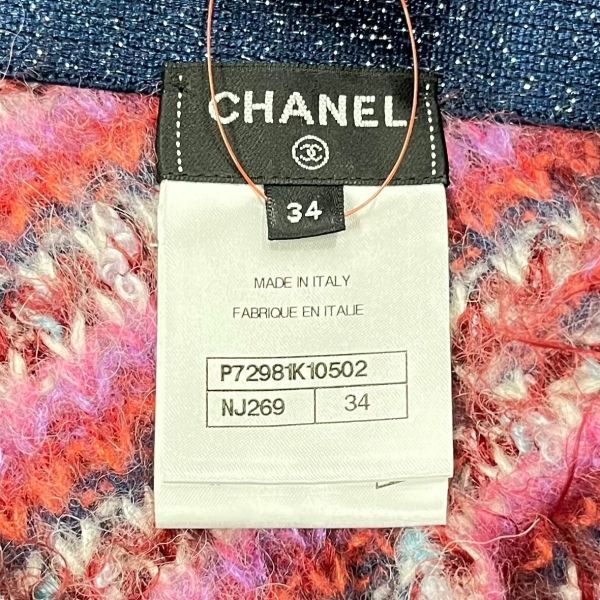 CHANEL
34
MADE IN ITALY
FABRIQUE EN ITALIE
P72981K10502
NJ269 34